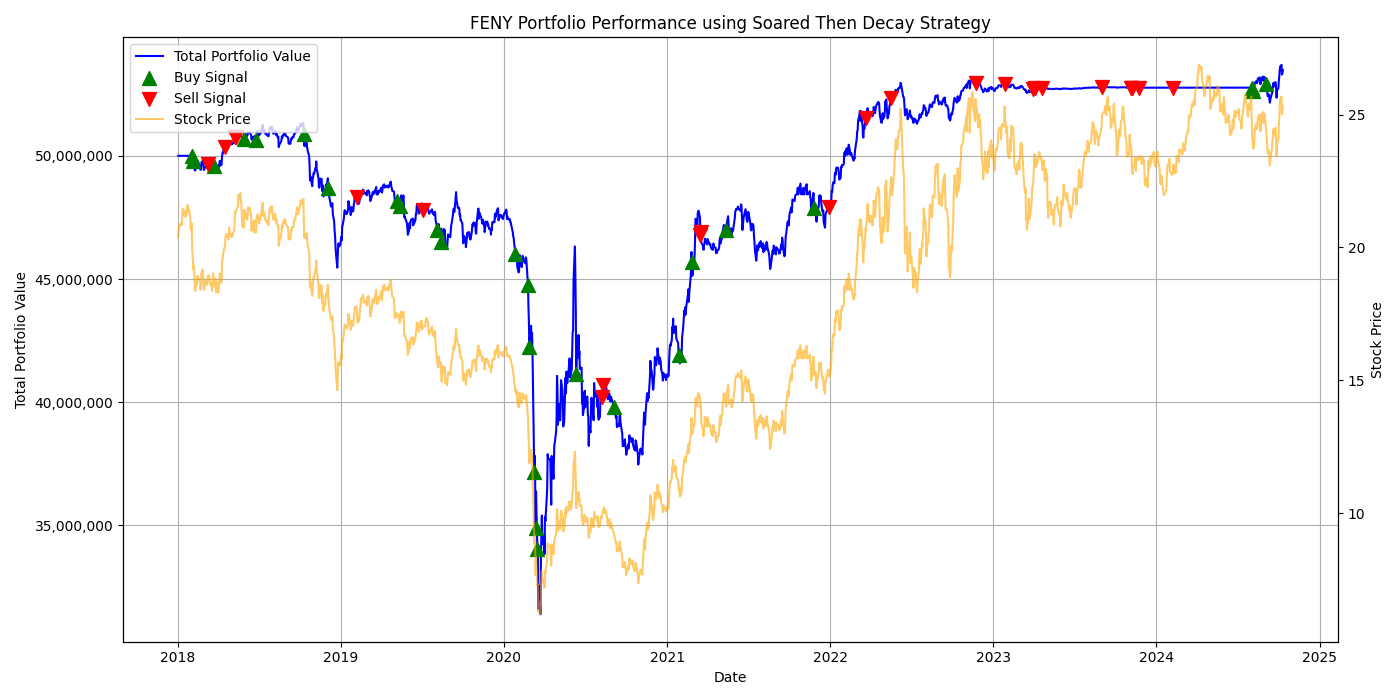 FENY Portfolio Performance using Soared Then Decay Strategy
Total Portfolio Value
Buy Signal
Sell Signal
Stock Price
50,000,000
45,000,000
40,000,000
35,000,000
Total Portfolio Value
25
20
15
10
Stock Price
2018 2019 2020 2021 2022 2023 2024 2025
Date